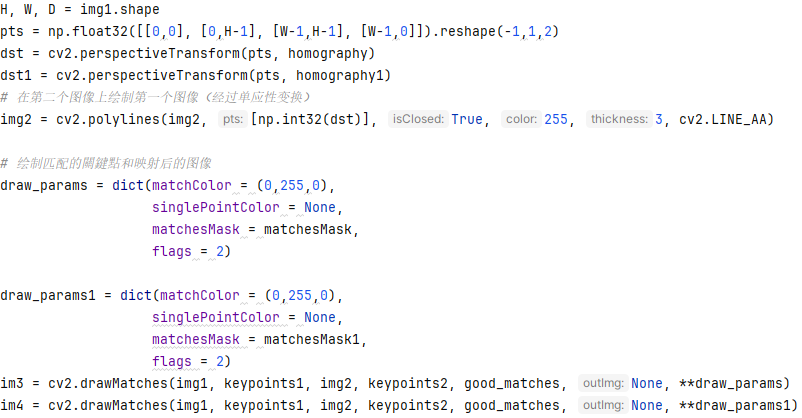 H, W, D = img1.shape
pts = np.float32([[0,0], [0,H-1], [W-1,H-1], [W-1,0]]).reshape(-1,1,2)
dst = cv2.perspectiveTransform(pts, homography)
dst1 = cv2.perspectiveTransform(pts, homography1)
# 在第二个图像上绘制第一个图像（经过单应性变换）
img2 = cv2.polylines(img2, pts: [np.int32(dst)], isClosed: True, color: 255, thickness: 3, cv2.LINE_AA)
# 绘制匹配的關鍵點和映射后的图像
draw_params = dict(matchColor = (0,255,0),
singlePointColor = None,
matchesMask = matchesMask,
flags = 2)
draw_params1 = dict(matchColor = (0,255,0),
singlePointColor = None,
matchesMask = matchesMask1,
flags = 2)
im3 = cv2.drawMatches(img1, keypoints1, img2, keypoints2, good_matches, outImg: None, **draw_params)
im4 = cv2.drawMatches(img1, keypoints1, img2, keypoints2, good_matches, outImg: None, **draw_params1)